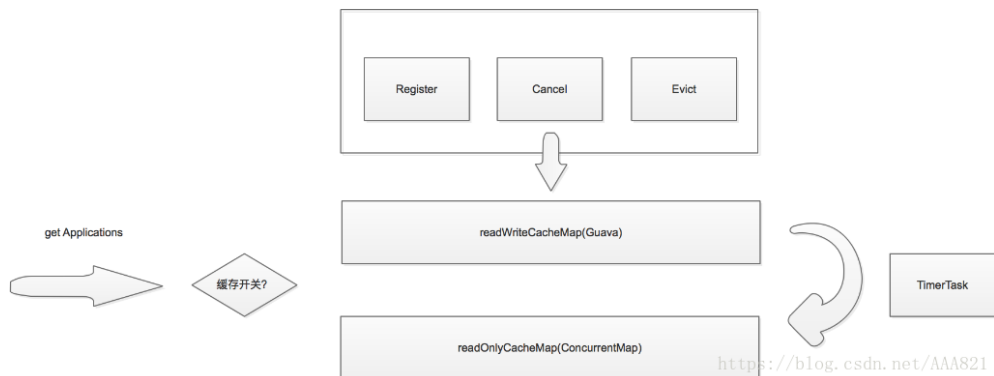 Register
Cancel
Evict
get Applications
readWriteCacheMap(Guava)
缓存开关?
TimerTask
readOnlyCacheMap(ConcurrentMap)
https://blog.csdn.net/AAA821